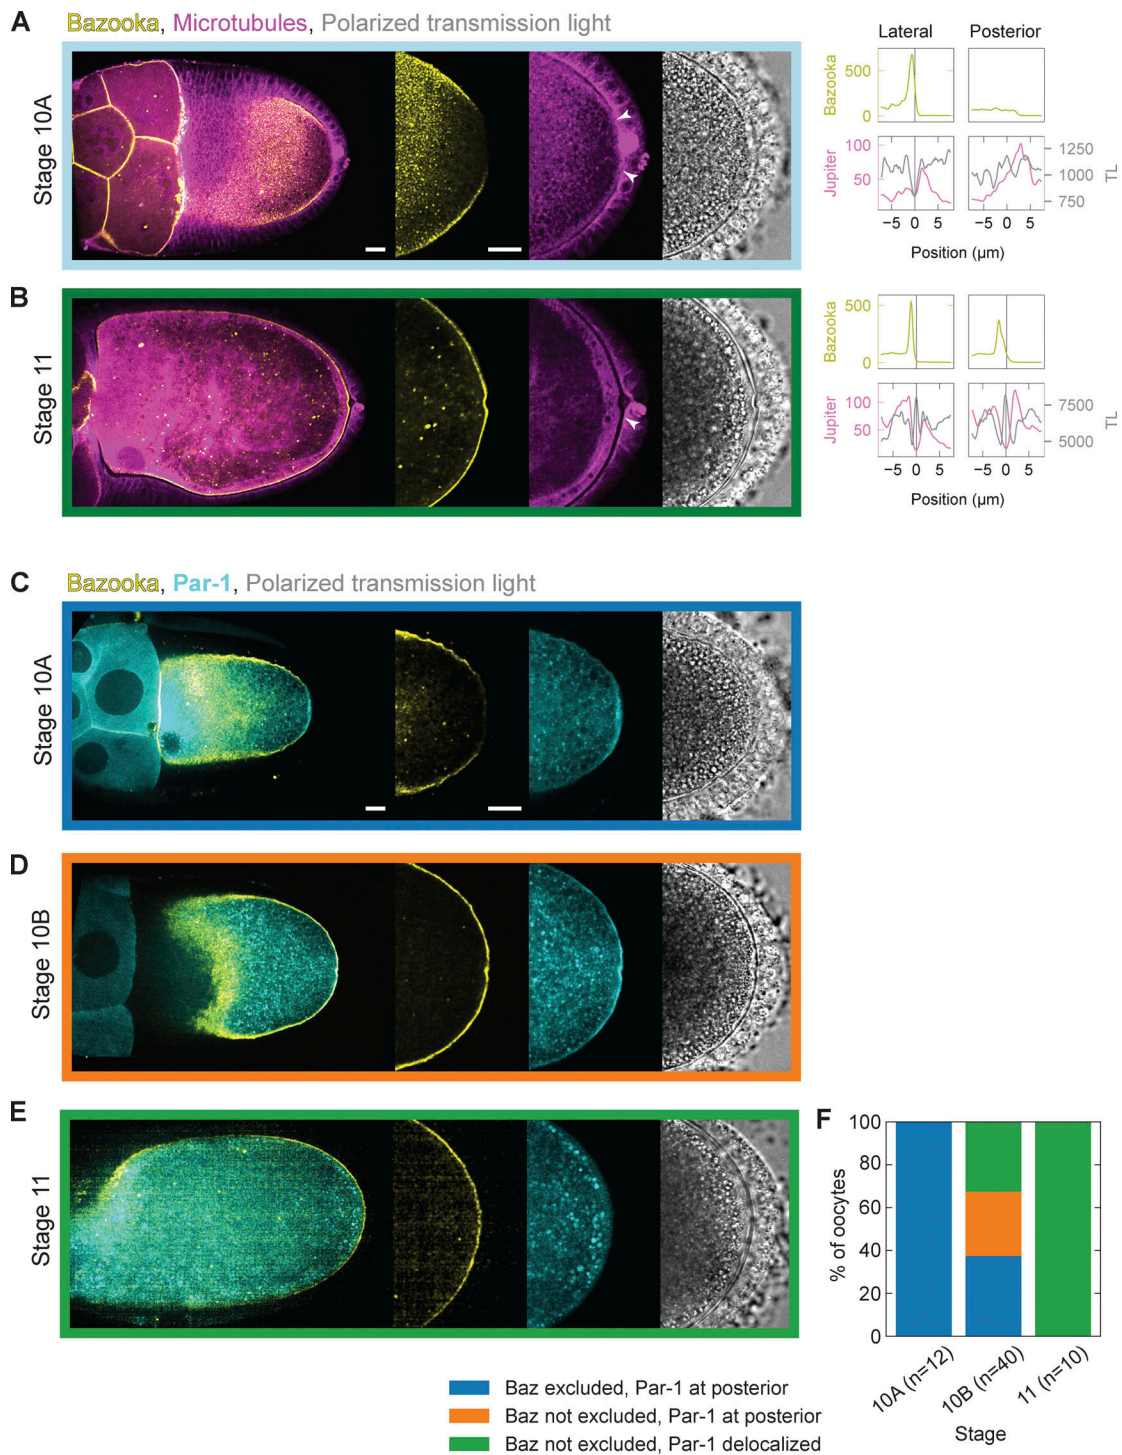 A
Bazooka, Microtubules, Polarized transmission light
Stage 10A
Lateral
Posterior
Bazooka
500
0
Jupiter
100
50
1250
1000
750
TL
−5 0 5
−5 0 5
Position (µm)
B
Stage 11
Bazooka
500
0
Jupiter
100
50
7500
5000
TL
−5 0 5
−5 0 5
Position (µm)
C
Bazooka, Par-1, Polarized transmission light
Stage 10A
D
Stage 10B
E
Stage 11
F
% of oocytes
100
80
60
40
20
0
10A (n=12)
10B (n=40)
11 (n=10)
Stage
Baz excluded, Par-1 at posterior
Baz not excluded, Par-1 at posterior
Baz not excluded, Par-1 delocalized